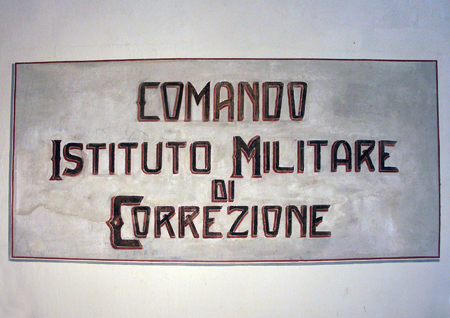 COMANDO
ISTITUTO MILITARE
DI
CORREZIONE